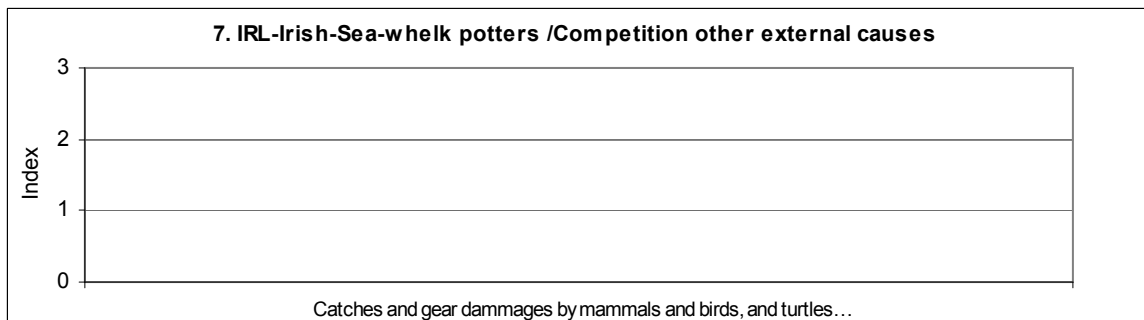 7. IRL-Irish-Sea-whelk potters /Competition other external causes
3
2
1
0
Index
Catches and gear dammages by mammals and birds, and turtles…